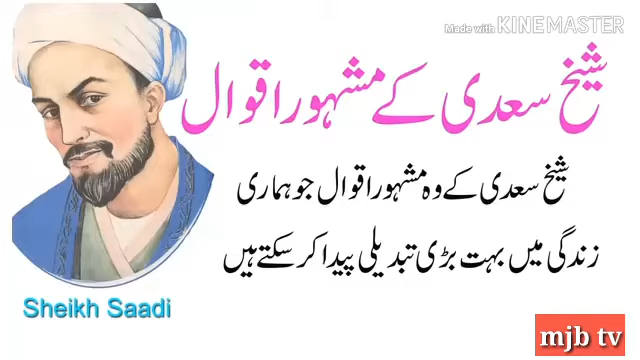 Made with KINEMASTER
شیخ سعدی کے مشہور اقوال
شیخ سعدی کے وہ مشہور اقوال جو ہماری
زندگی میں بہت بڑی تبدیلی پیدا کر سکتے ہیں
Sheikh Saadi
mjb tv